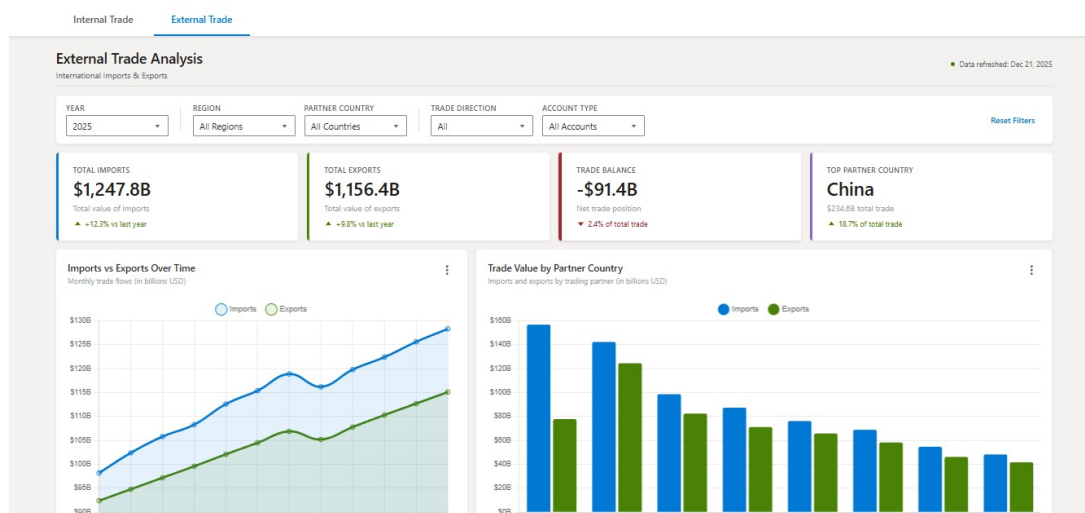 Internal Trade
External Trade
External Trade Analysis
International Imports & Exports
Data refreshed: Dec 21, 2025
YEAR
REGION
PARTNER COUNTRY
TRADE DIRECTION
ACCOUNT TYPE
2025
All Regions
All Countries
All
All Accounts
Reset Filters
TOTAL IMPORTS
$1,247.8B
Total value of imports
+12.3% vs last year
TOTAL EXPORTS
$1,156.4B
Total value of exports
+9.8% vs last year
TRADE BALANCE
-$91.4B
Net trade position
2.4% of total trade
TOP PARTNER COUNTRY
China
$234.6B total trade
18.7% of total trade
Imports vs Exports Over Time
Monthly trade flows (in billions USD)
Imports
Exports
$130B
$125B
$120B
$115B
$110B
$105B
$100B
$95B
$90B
Trade Value by Partner Country
Imports and exports by trading partner (in billions USD)
Imports
Exports
$160B
$140B
$120B
$100B
$80B
$60B
$40B
$20B
$0B